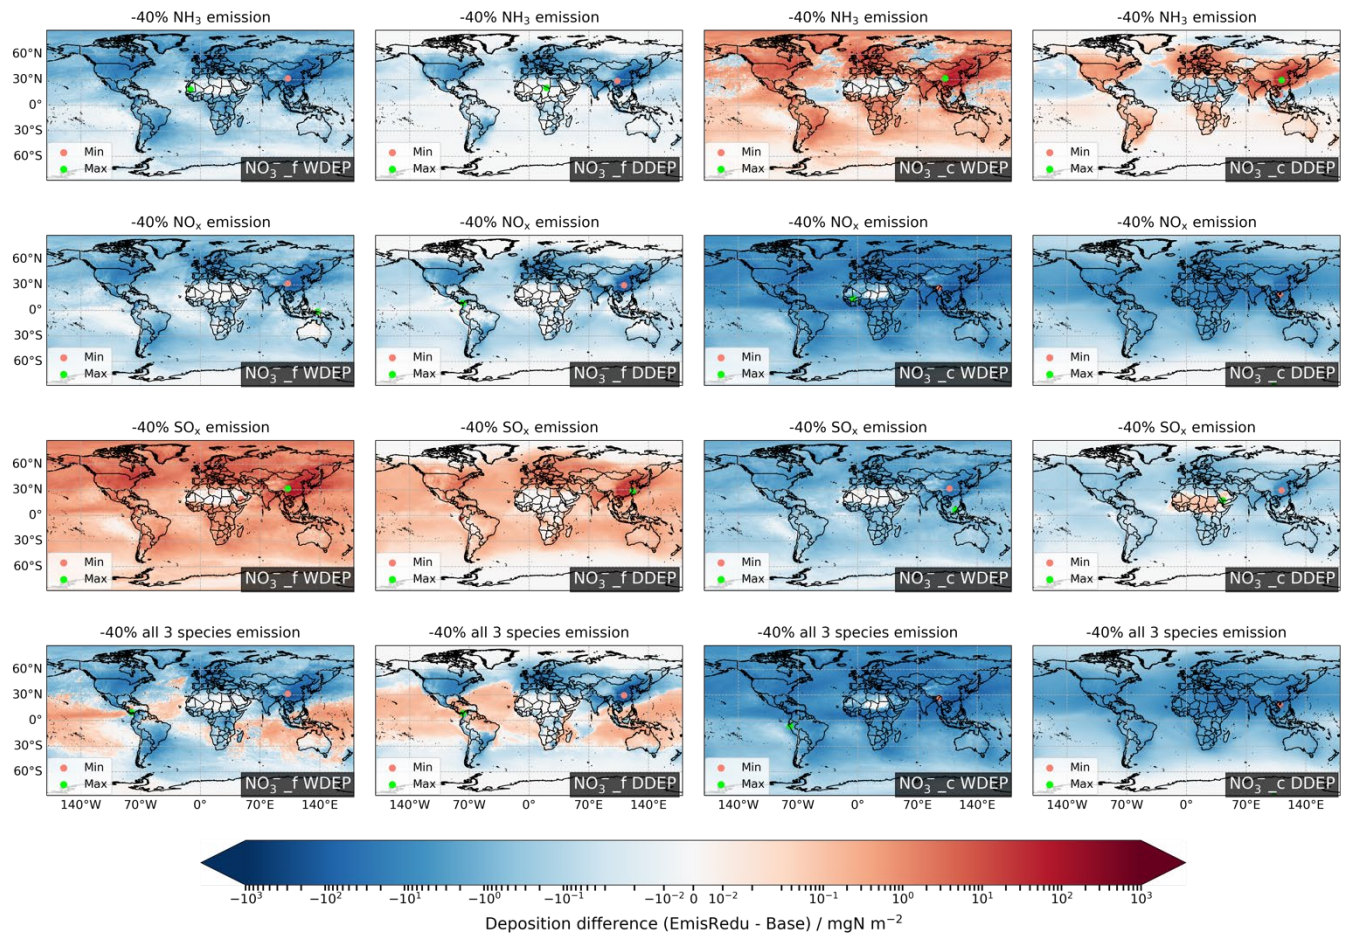 -40% NH₃ emission -40% NH₃ emission -40% NH₃ emission -40% NH₃ emission
60°N
30°N
0°
30°S
60°S
Min Min Min Min
Max Max Max Max
NO₃⁻_f WDEP NO₃⁻_f DDEP NO₃⁻_c WDEP NO₃⁻_c DDEP
-40% NOₓ emission -40% NOₓ emission -40% NOₓ emission -40% NOₓ emission
60°N
30°N
0°
30°S
60°S
Min Min Min Min
Max Max Max Max
NO₃⁻_f WDEP NO₃⁻_f DDEP NO₃⁻_c WDEP NO₃⁻_c DDEP
-40% SOₓ emission -40% SOₓ emission -40% SOₓ emission -40% SOₓ emission
60°N
30°N
0°
30°S
60°S
Min Min Min Min
Max Max Max Max
NO₃⁻_f WDEP NO₃⁻_f DDEP NO₃⁻_c WDEP NO₃⁻_c DDEP
-40% all 3 species emission -40% all 3 species emission -40% all 3 species emission -40% all 3 species emission
60°N
30°N
0°
30°S
60°S
Min Min Min Min
Max Max Max Max
NO₃⁻_f WDEP NO₃⁻_f DDEP NO₃⁻_c WDEP NO₃⁻_c DDEP
140°W 70°W 0° 70°E 140°E 140°W 70°W 0° 70°E 140°E 140°W 70°W 0° 70°E 140°E 140°W 70°W 0° 70°E 140°E
−10³ −10² −10¹ −10⁰ −10⁻¹ −10⁻² 0 10⁻² 10⁻¹ 10⁰ 10¹ 10² 10³
Deposition difference (EmisRedu - Base) / mgN m⁻²